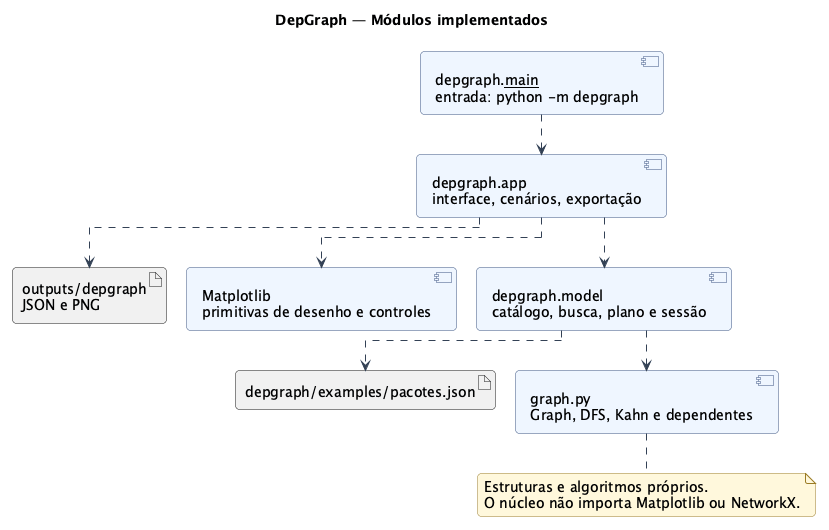 DepGraph — Módulos implementados
depgraph.main
entrada: python -m depgraph
depgraph.app
interface, cenários, exportação
outputs/depgraph
JSON e PNG
Matplotlib
primitivas de desenho e controles
depgraph.model
catálogo, busca, plano e sessão
depgraph/examples/pacotes.json
graph.py
Graph, DFS, Kahn e dependentes
Estruturas e algoritmos próprios.
O núcleo não importa Matplotlib ou NetworkX.